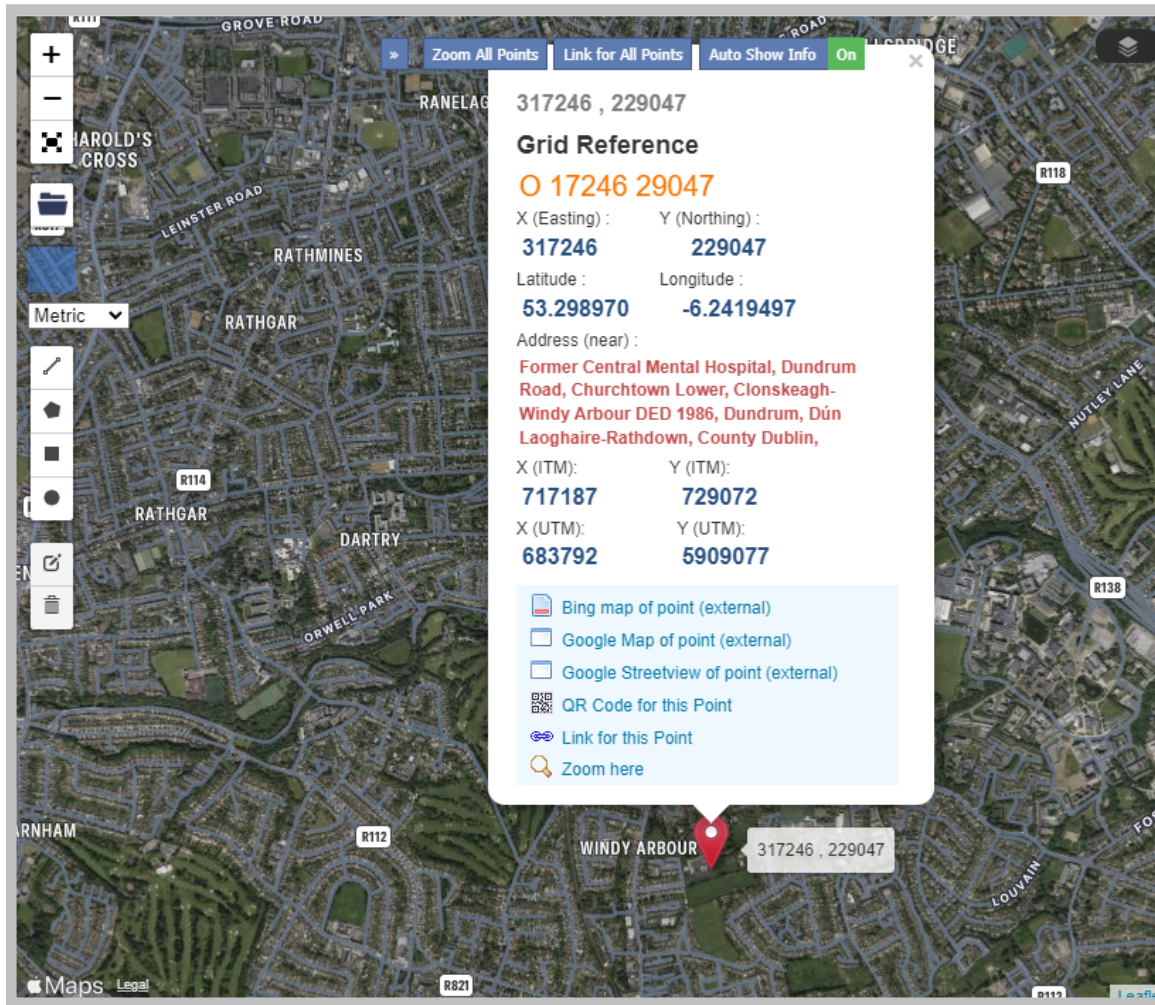 R111
GROVE ROAD
ROAD
» Zoom All Points Link for All Points Auto Show Info On
+
−
×
RANELAG
317246 , 229047
Grid Reference
O 17246 29047
X (Easting) : Y (Northing) :
317246 229047
Latitude : Longitude :
53.298970 -6.2419497
Address (near) :
Former Central Mental Hospital, Dundrum
Road, Churchtown Lower, Clonskeagh-
Windy Arbour DED 1986, Dundrum, Dún
Laoghaire-Rathdown, County Dublin,
X (ITM): Y (ITM):
717187 729072
X (UTM): Y (UTM):
683792 5909077
Bing map of point (external)
Google Map of point (external)
Google Streetview of point (external)
QR Code for this Point
Link for this Point
Zoom here
HAROLD'S
CROSS
R118
LEINSTER ROAD
RATHMINES
Metric
RATHGAR
NUTLEY LANE
R114
RATHGAR
DARTRY
R138
ORWELL PARK
ARNHAM
R112
WINDY ARBOUR
317246 , 229047
FOS
LOUVAIN
Maps Legal
R821
R112
Leafl